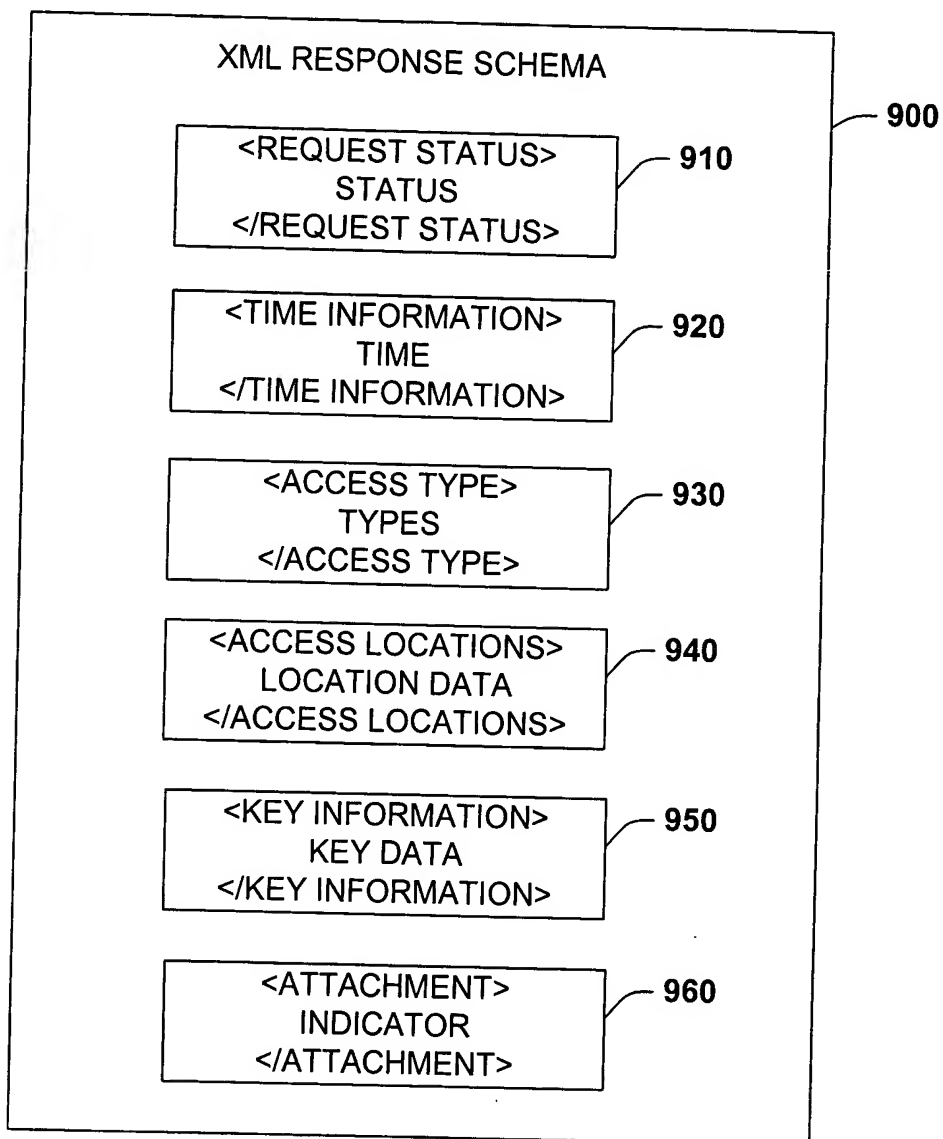 XML RESPONSE SCHEMA
900
<REQUEST STATUS>
STATUS
</REQUEST STATUS>
910
<TIME INFORMATION>
TIME
</TIME INFORMATION>
920
<ACCESS TYPE>
TYPES
</ACCESS TYPE>
930
<ACCESS LOCATIONS>
LOCATION DATA
</ACCESS LOCATIONS>
940
<KEY INFORMATION>
KEY DATA
</KEY INFORMATION>
950
<ATTACHMENT>
INDICATOR
</ATTACHMENT>
960